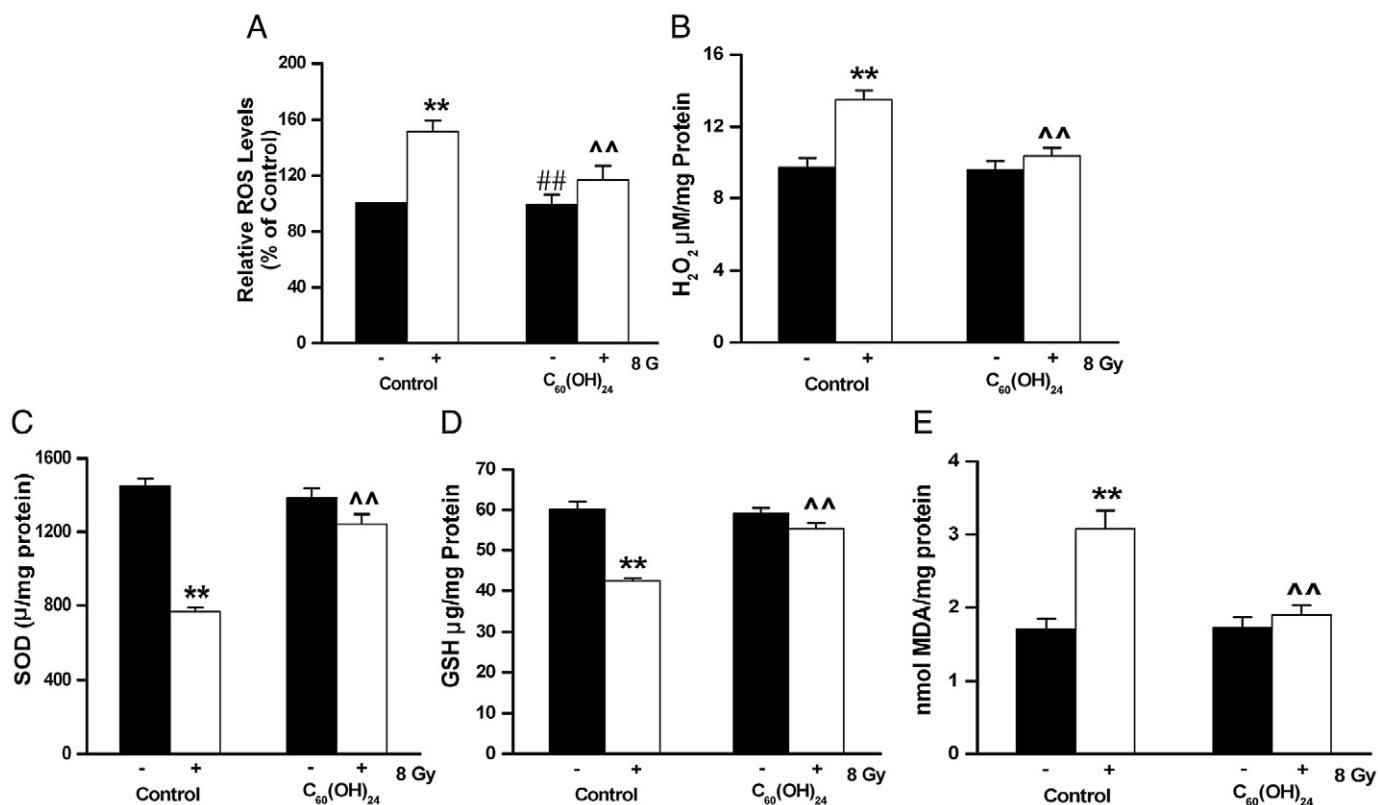 A
Relative ROS Levels
(% of Control)
200
160
120
80
40
0
**
##
^^
- + - + 8 G
Control C₆₀(OH)₂₄
B
H₂O₂ µM/mg Protein
16
12
8
4
0
**
^^
- + - + 8 Gy
Control C₆₀(OH)₂₄
C
SOD (µ/mg protein)
1600
1200
800
400
0
**
^^
- + - + 8 Gy
Control C₆₀(OH)₂₄
D
GSH µg/mg Protein
70
60
50
40
30
20
10
0
**
^^
- + - + 8 Gy
Control C₆₀(OH)₂₄
E
nmol MDA/mg protein
4
3
2
1
0
**
^^
- + - + 8 Gy
Control C₆₀(OH)₂₄